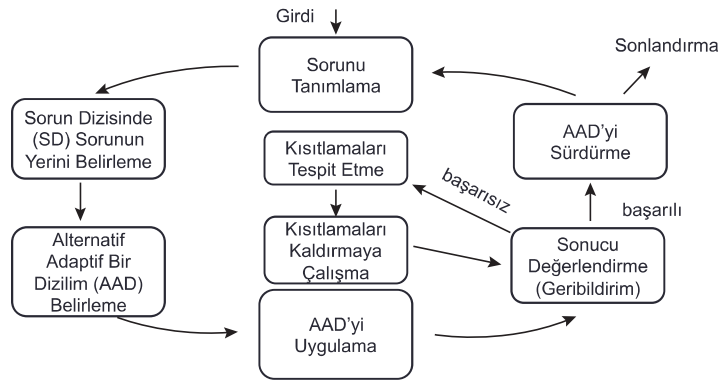 Girdi
Sorunu
Tanımlama
Sonlandırma
Sorun Dizisinde
(SD) Sorunun
Yerini Belirleme
Kısıtlamaları
Tespit Etme
AAD'yi
Sürdürme
başarısız
başarılı
Alternatif
Adaptif Bir
Dizilim (AAD)
Belirleme
Kısıtlamaları
Kaldırmaya
Çalışma
Sonucu
Değerlendirme
(Geribildirim)
AAD'yi
Uygulama